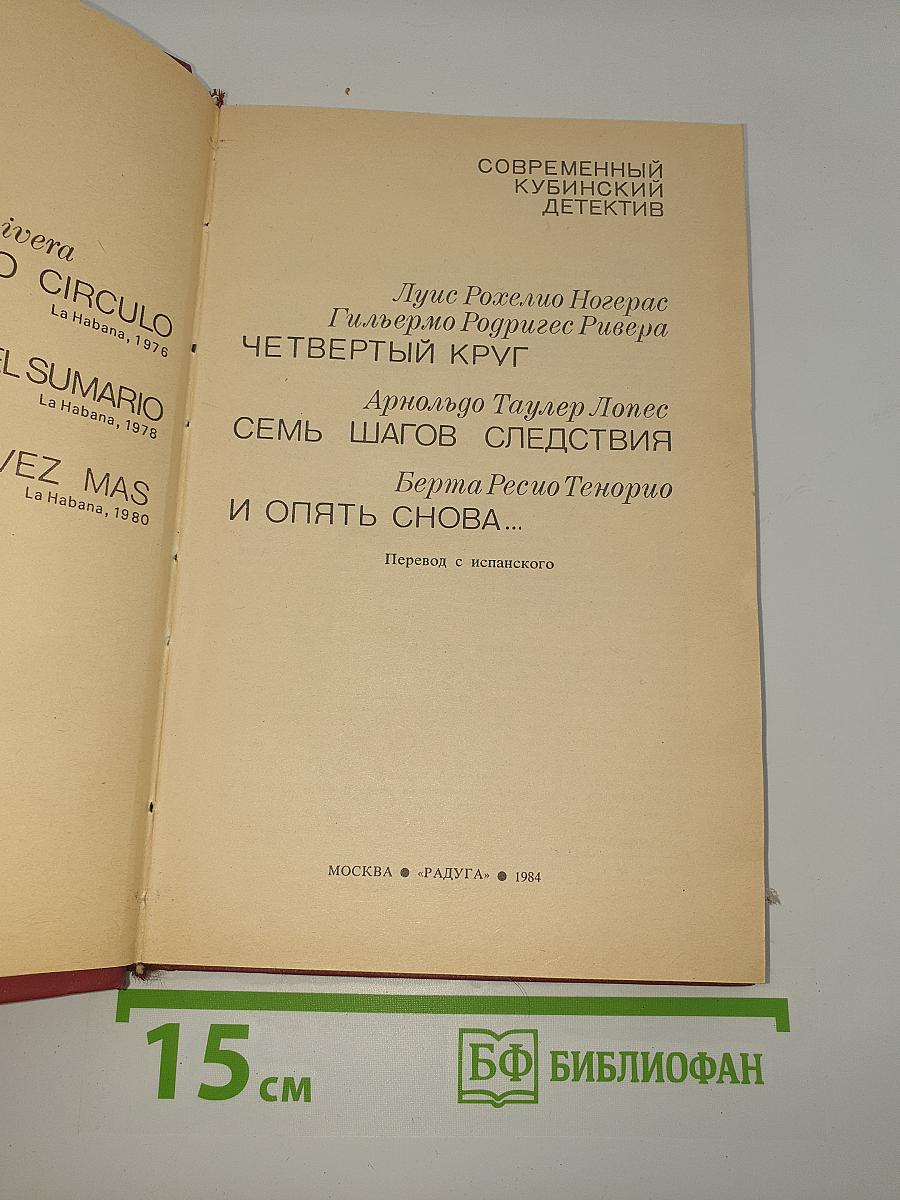 ivera
O CIRCULO
La Habana, 1976
EL SUMARIO
La Habana, 1978
VEZ MAS
La Habana, 1980
СОВРЕМЕННЫЙ
КУБИНСКИЙ
ДЕТЕКТИВ
Луис Рохелио Ногерас
Гильермо Родригес Ривера
ЧЕТВЕРТЫЙ КРУГ
Арнольдо Таулер Лопес
СЕМЬ ШАГОВ СЛЕДСТВИЯ
Берта Ресио Тенорио
И ОПЯТЬ СНОВА...
Перевод с испанского
МОСКВА ● «РАДУГА» ● 1984
15 см
БФ БИБЛИОФАН